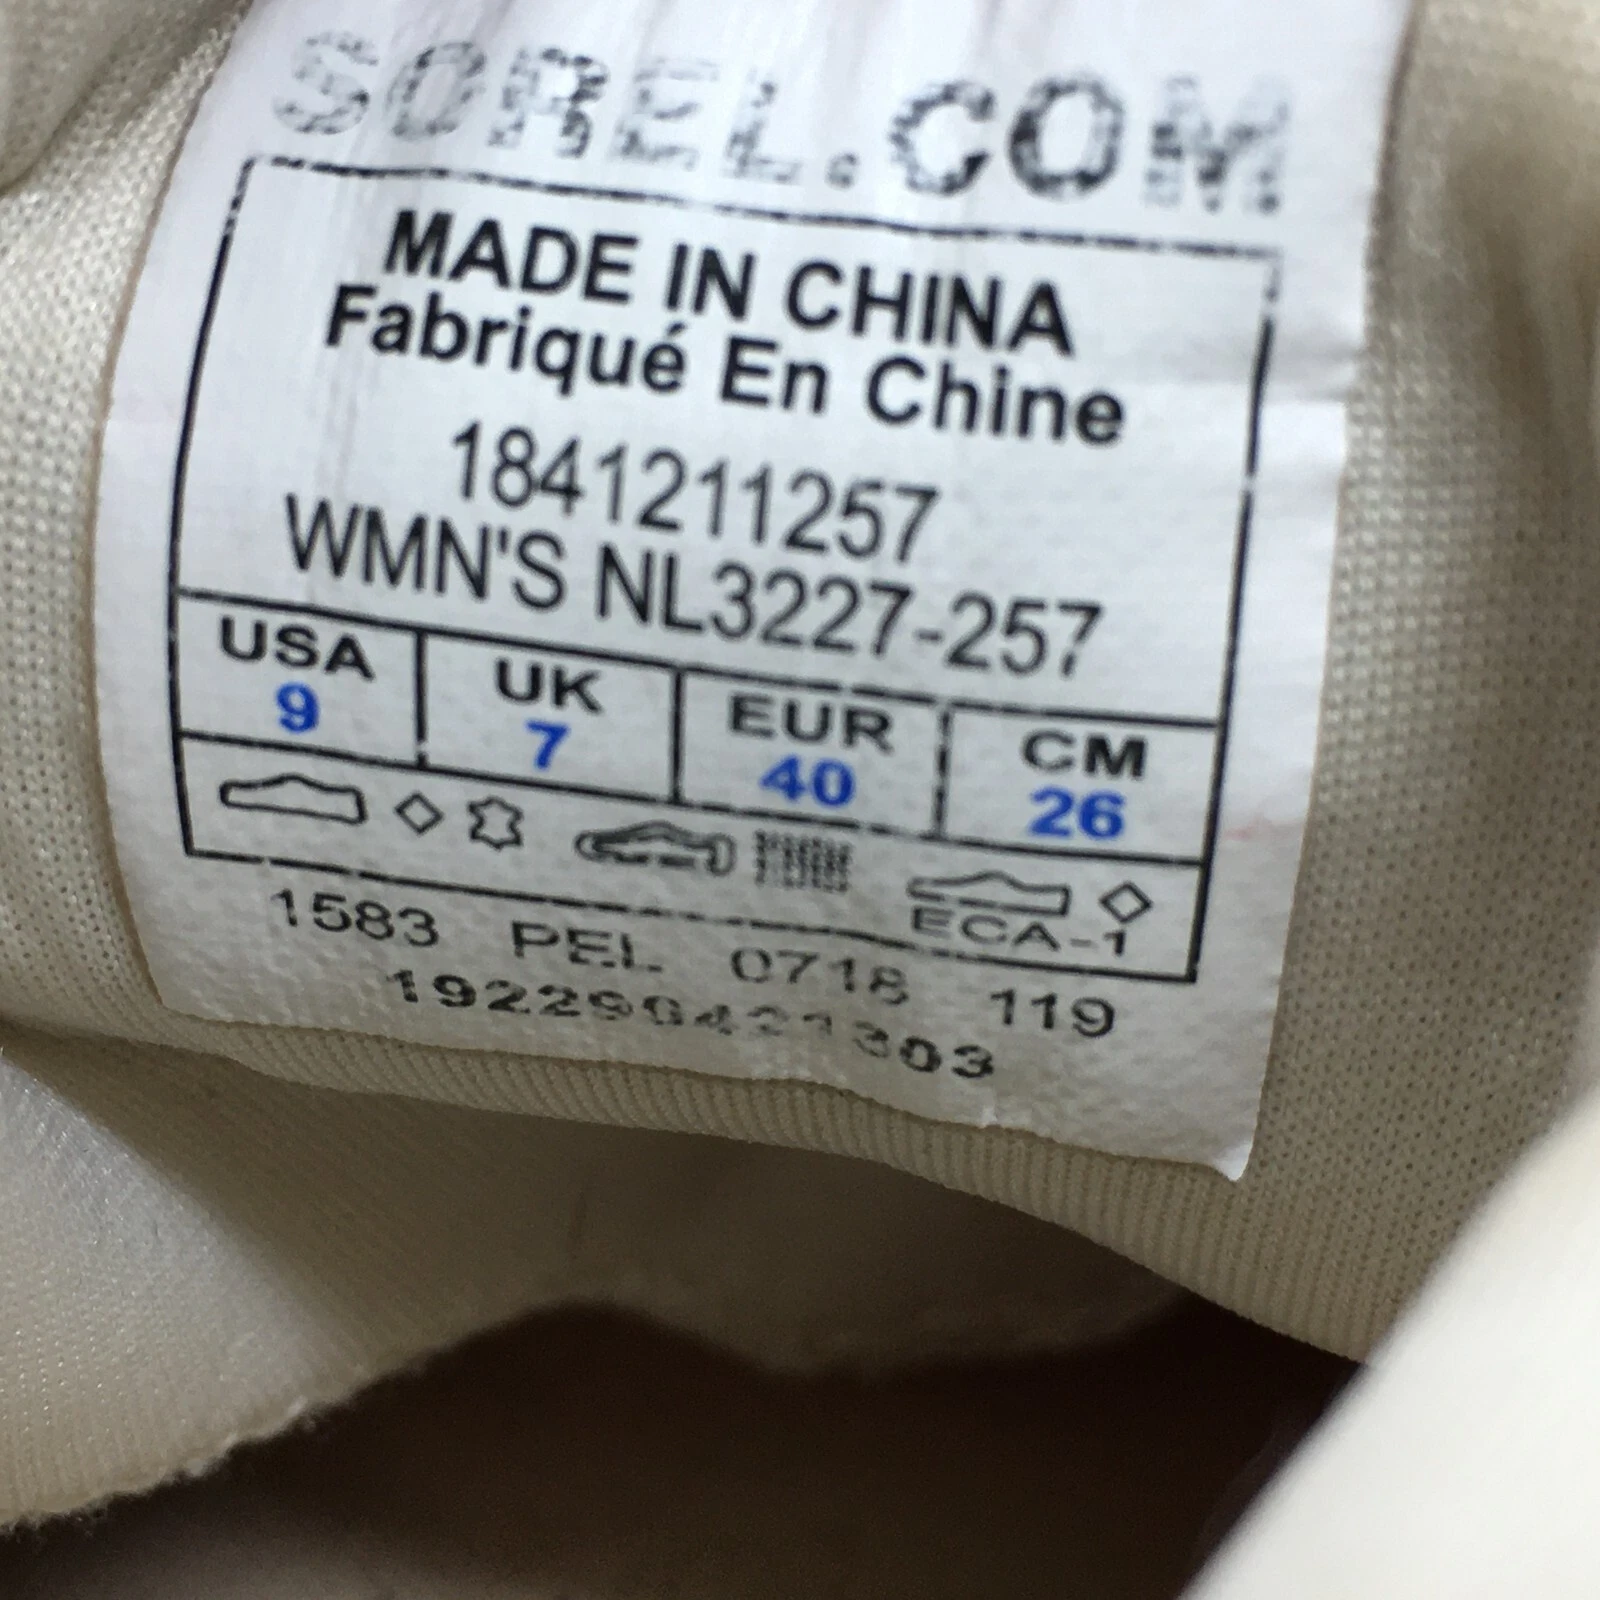 SOREL.COM
MADE IN CHINA
Fabriqué En Chine
1841211257
WMN'S NL3227-257
USA UK EUR CM
9 7 40 26
ECA-1
1583 PEL 0718 119